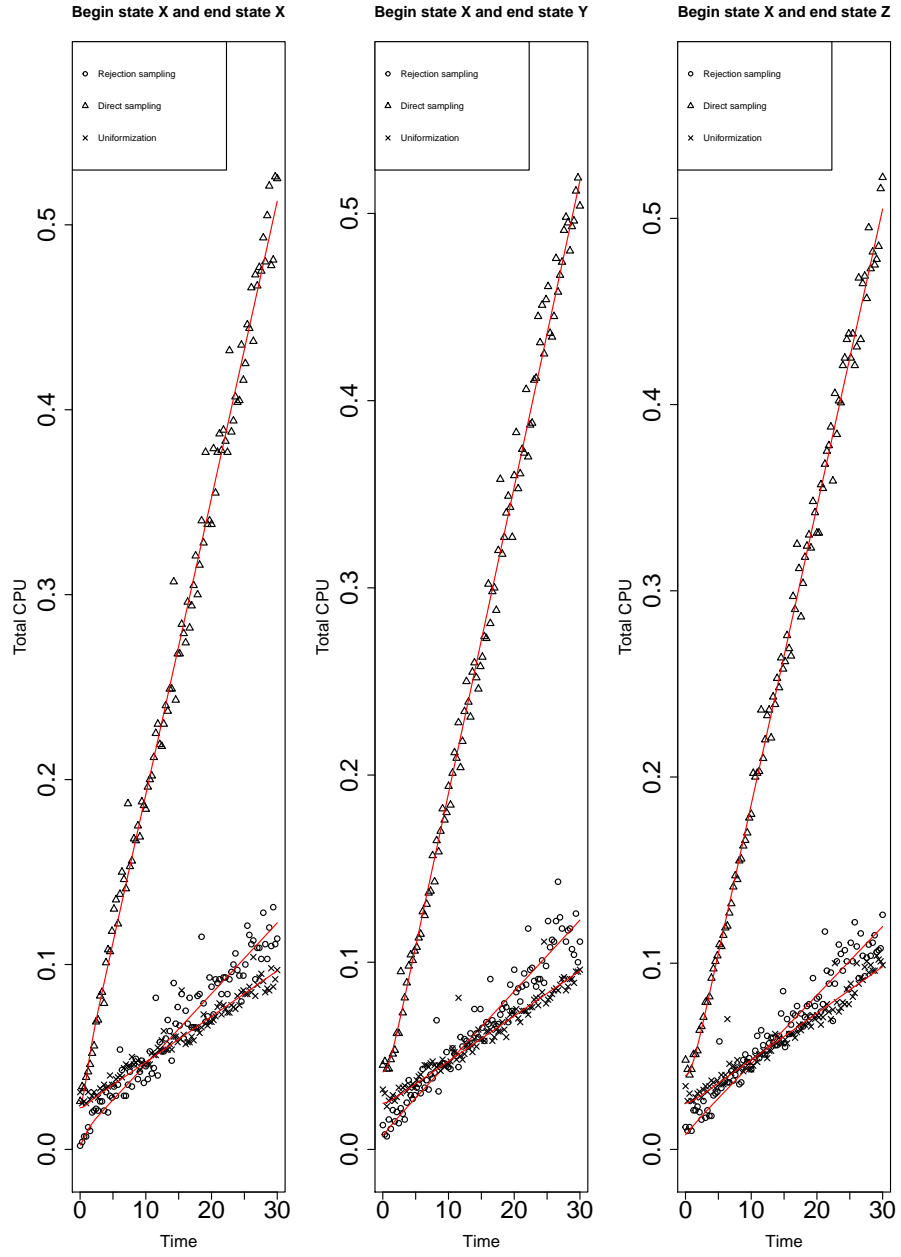 Begin state X and end state X
Rejection sampling
Direct sampling
Uniformization
Total CPU
0.5
0.4
0.3
0.2
0.1
0.0
0 10 20 30
Time
Begin state X and end state Y
Rejection sampling
Direct sampling
Uniformization
Total CPU
0.5
0.4
0.3
0.2
0.1
0.0
0 10 20 30
Time
Begin state X and end state Z
Rejection sampling
Direct sampling
Uniformization
Total CPU
0.5
0.4
0.3
0.2
0.1
0.0
0 10 20 30
Time